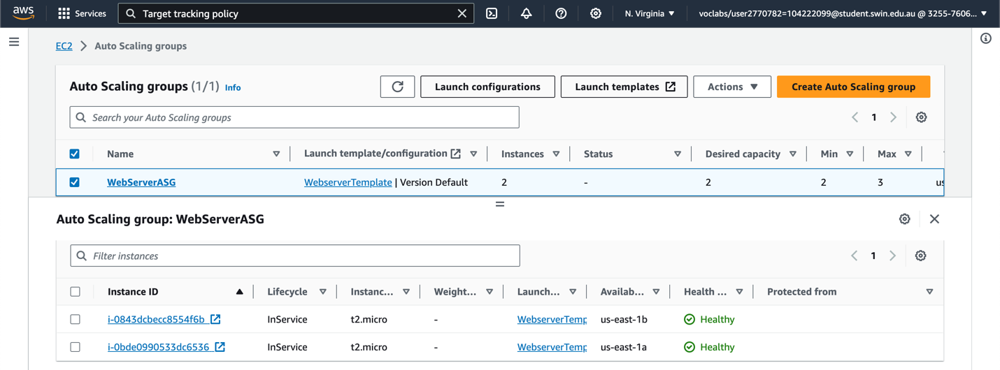 aws Services Target tracking policy N. Virginia voclabs/user2770782=104222099@student.swin.edu.au @ 3255-7606...
EC2 Auto Scaling groups
Auto Scaling groups (1/1) Info Launch configurations Launch templates Actions Create Auto Scaling group
Search your Auto Scaling groups 1
Name Launch template/configuration Instances Status Desired capacity Min Max
WebServerASG WebserverTemplate | Version Default 2 - 2 2 3 us
Auto Scaling group: WebServerASG
Filter instances 1
Instance ID Lifecycle Instanc... Weight... Launch... Availab... Health ... Protected from
i-0843dcbecc8554f6b InService t2.micro - WebserverTemp us-east-1b Healthy
i-0bde0990533dc6536 InService t2.micro - WebserverTemp us-east-1a Healthy